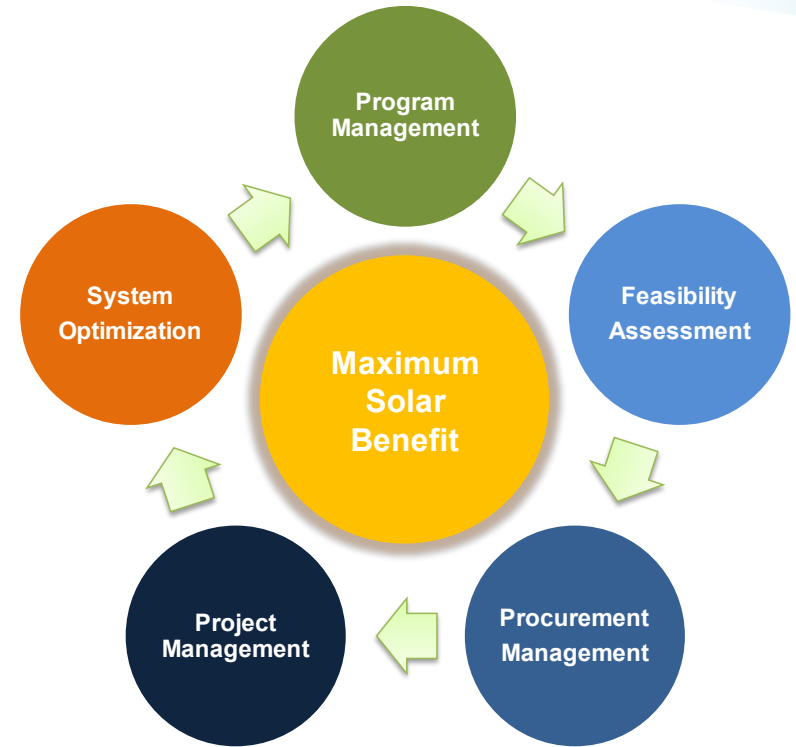 Program
Management
Feasibility
Assessment
Procurement
Management
Project
Management
System
Optimization
Maximum
Solar
Benefit